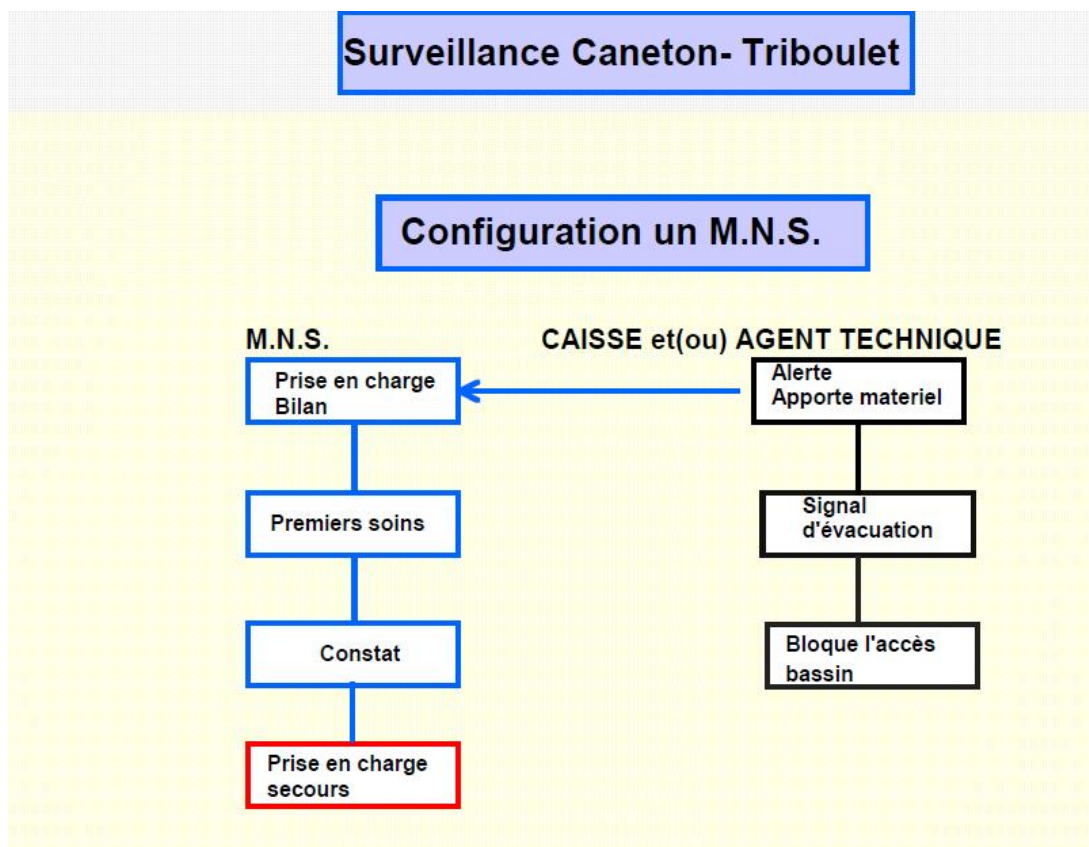 Surveillance Caneton- Triboulet
Configuration un M.N.S.
M.N.S.
CAISSE et(ou) AGENT TECHNIQUE
Prise en charge
Bilan
Alerte
Apporte materiel
Premiers soins
Signal
d'évacuation
Constat
Bloque l'accès
bassin
Prise en charge
secours